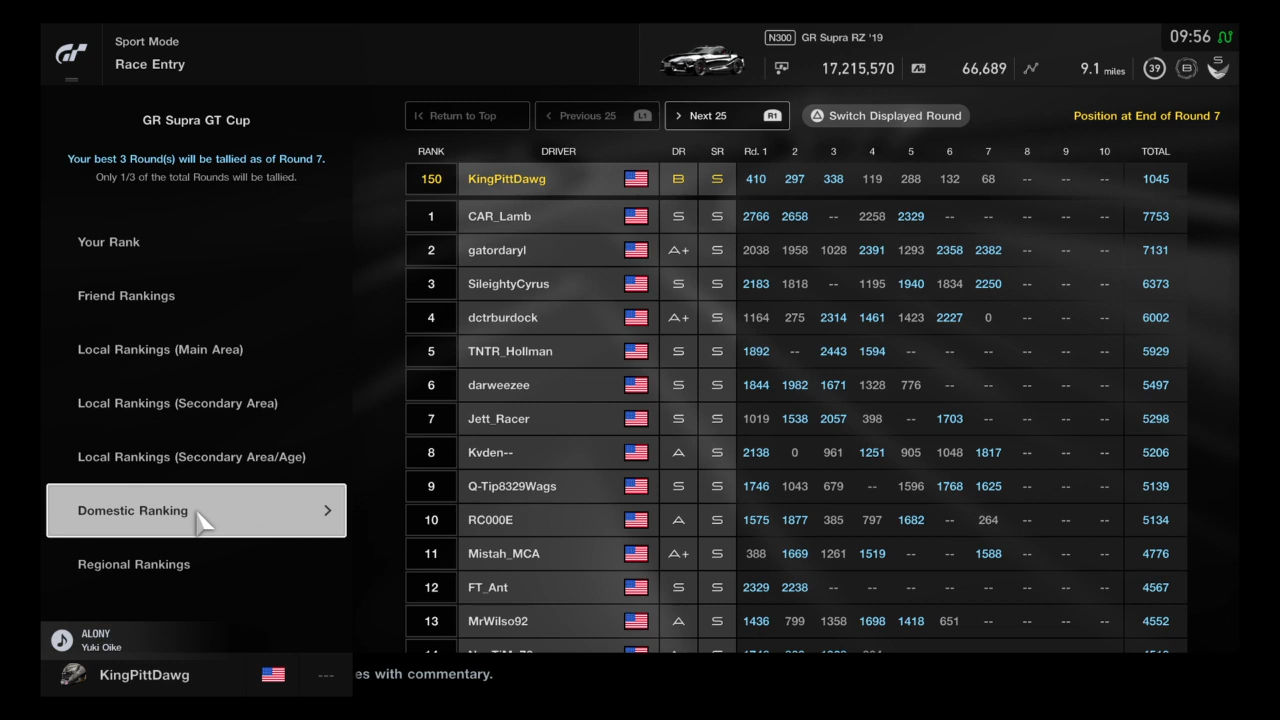 Sport Mode
Race Entry
N300 GR Supra RZ '19
09:56
17,215,570 66,689 9.1 miles 39 B S
GR Supra GT Cup
Your best 3 Round(s) will be tallied as of Round 7.
Only 1/3 of the total Rounds will be tallied.
Your Rank
Friend Rankings
Local Rankings (Main Area)
Local Rankings (Secondary Area)
Local Rankings (Secondary Area/Age)
Domestic Ranking
Regional Rankings
Return to Top Previous 25 L1 Next 25 R1 Switch Displayed Round Position at End of Round 7
RANK DRIVER DR SR Rd. 1 2 3 4 5 6 7 8 9 10 TOTAL
150 KingPittDawg B S 410 297 338 119 288 132 68 -- -- -- 1045
1 CAR_Lamb S S 2766 2658 -- 2258 2329 -- -- -- -- -- 7753
2 gatordaryl A+ S 2038 1958 1028 2391 1293 2358 2382 -- -- -- 7131
3 SileightyCyrus S S 2183 1818 -- 1195 1940 1834 2250 -- -- -- 6373
4 dctrburdock A+ S 1164 275 2314 1461 1423 2227 0 -- -- -- 6002
5 TNTR_Hollman S S 1892 -- 2443 1594 -- -- -- -- -- -- 5929
6 darweezee S S 1844 1982 1671 1328 776 -- -- -- -- -- 5497
7 Jett_Racer S S 1019 1538 2057 398 -- 1703 -- -- -- -- 5298
8 Kvden-- A S 2138 0 961 1251 905 1048 1817 -- -- -- 5206
9 Q-Tip8329Wags S S 1746 1043 679 -- 1596 1768 1625 -- -- -- 5139
10 RC000E A S 1575 1877 385 797 1682 -- 264 -- -- -- 5134
11 Mistah_MCA A+ S 388 1669 1261 1519 -- -- 1588 -- -- -- 4776
12 FT_Ant S S 2329 2238 -- -- -- -- -- -- -- -- 4567
13 MrWilso92 A S 1436 799 1358 1698 1418 651 -- -- -- -- 4552
ALONY
Yuki Oike
KingPittDawg ---
es with commentary.